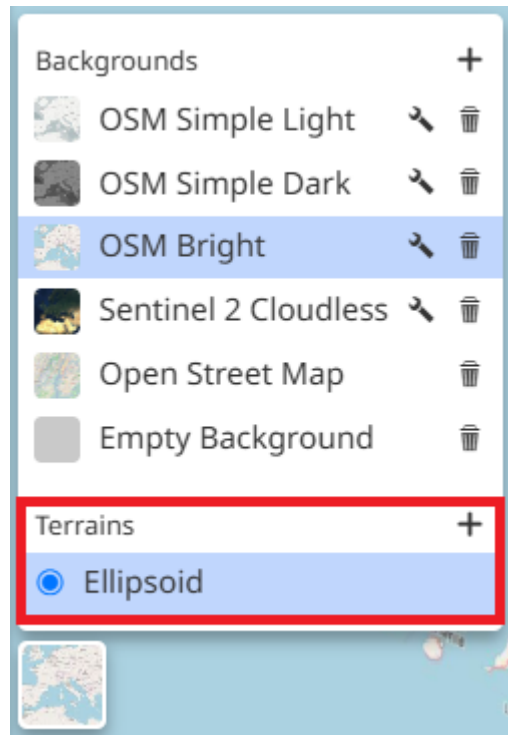 Backgrounds
OSM Simple Light
OSM Simple Dark
OSM Bright
Sentinel 2 Cloudless
Open Street Map
Empty Background
Terrains
Ellipsoid